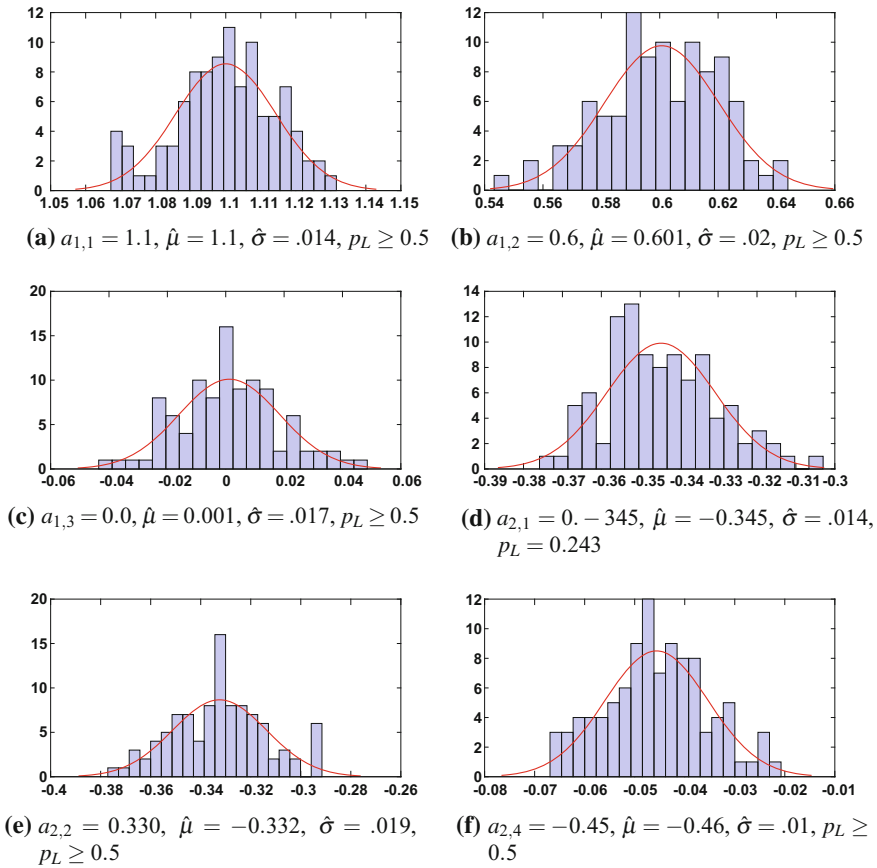 12
10
8
6
4
2
0
1.05 1.06 1.07 1.08 1.09 1.1 1.10 1.12 1.13 1.15 1.15
(a) a1,1 = 1.1, μ̂ = 1.1, σ̂ = .014, pL ≥ 0.5
12
10
8
6
4
2
0
0.54 0.56 0.58 0.6 0.62 0.64 0.66
(b) a1,2 = 0.6, μ̂ = 0.601, σ̂ = .02, pL ≥ 0.5
20
15
10
5
0
-0.06 -0.04 -0.02 0 0.02 0.04 0.06
(c) a1,3 = 0.0, μ̂ = 0.001, σ̂ = .017, pL ≥ 0.5
14
12
10
8
6
4
2
0
-0.39 -0.38 -0.37 -0.36 -0.35 -0.34 -0.33 -0.32 -0.31 -0.3
(d) a2,1 = 0. − 345, μ̂ = −0.345, σ̂ = .014,
pL = 0.243
20
15
10
5
0
-0.4 -0.38 -0.36 -0.34 -0.32 -0.3 -0.28 -0.26
(e) a2,2 = 0.330, μ̂ = −0.332, σ̂ = .019,
pL ≥ 0.5
12
10
8
6
4
2
0
-0.08 -0.07 -0.06 -0.05 -0.04 -0.03 -0.02 -0.01
(f) a2,4 = −0.45, μ̂ = −0.46, σ̂ = .01, pL ≥
0.5